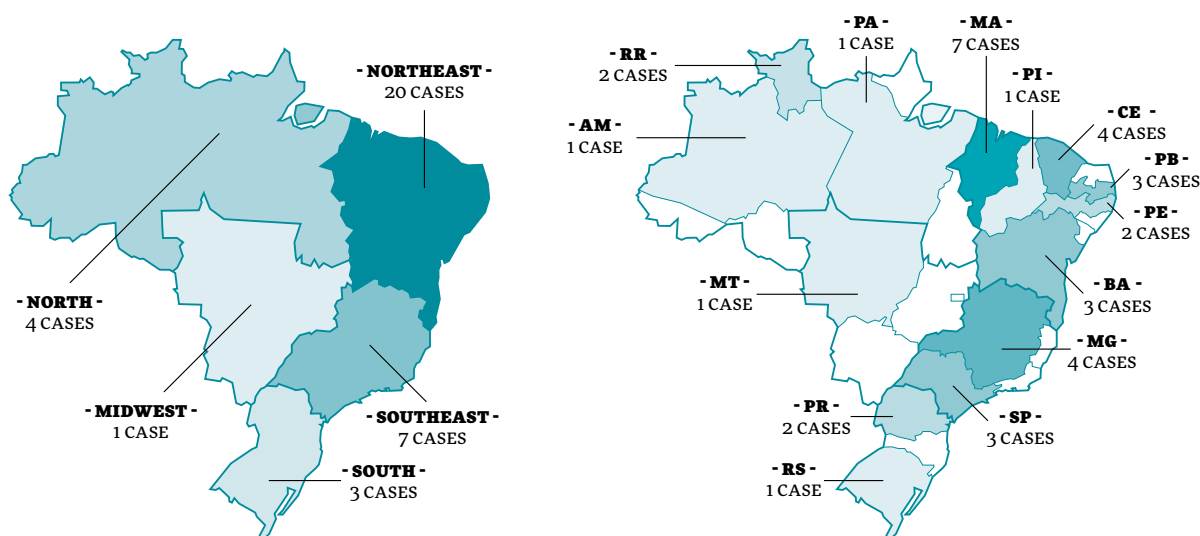 - NORTHEAST -
20 CASES
- NORTH -
4 CASES
- MIDWEST -
1 CASE
- SOUTHEAST -
7 CASES
- SOUTH -
3 CASES
- PA -
1 CASE
- MA -
7 CASES
- RR -
2 CASES
- PI -
1 CASE
- AM -
1 CASE
- CE -
4 CASES
- PB -
3 CASES
- PE -
2 CASES
- MT -
1 CASE
- BA -
3 CASES
- MG -
4 CASES
- PR -
2 CASES
- SP -
3 CASES
- RS -
1 CASE